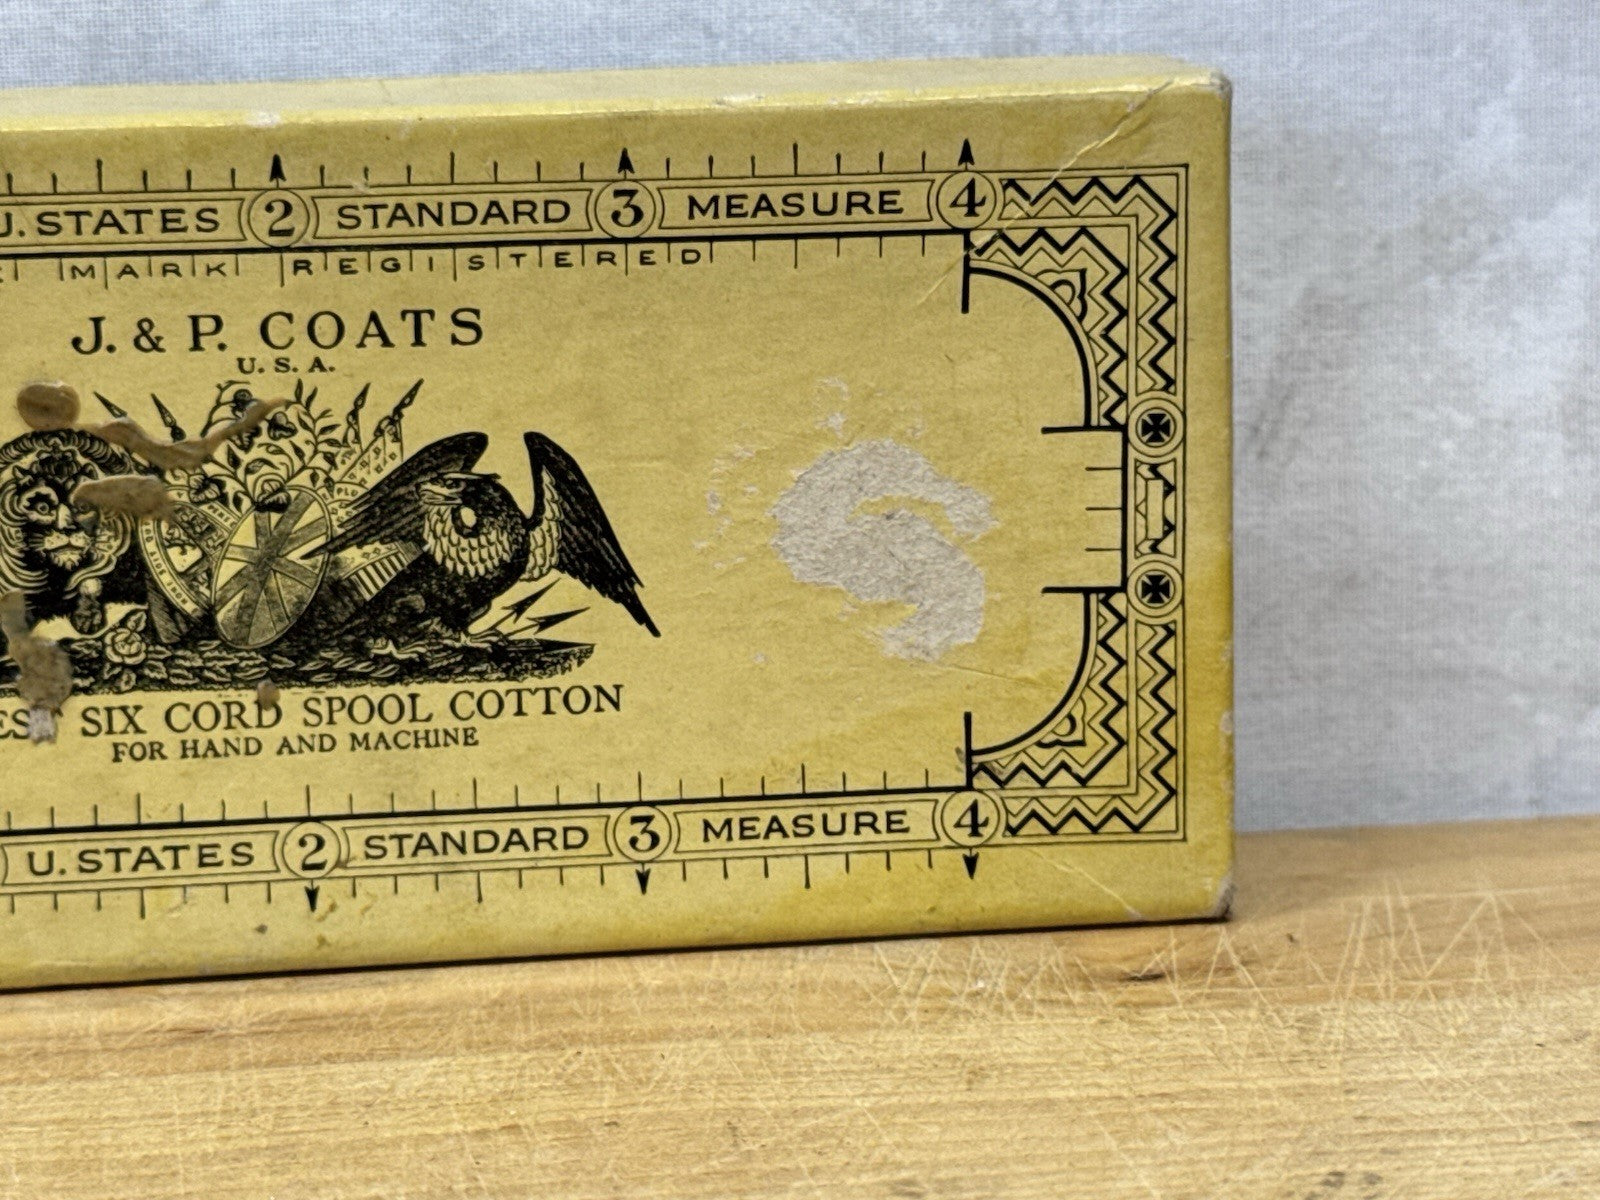 U. STATES 2 STANDARD 3 MEASURE 4
MARK REGISTERED
J. & P. COATS
U. S. A.
SIX CORD SPOOL COTTON
FOR HAND AND MACHINE
U. STATES 2 STANDARD 3 MEASURE 4